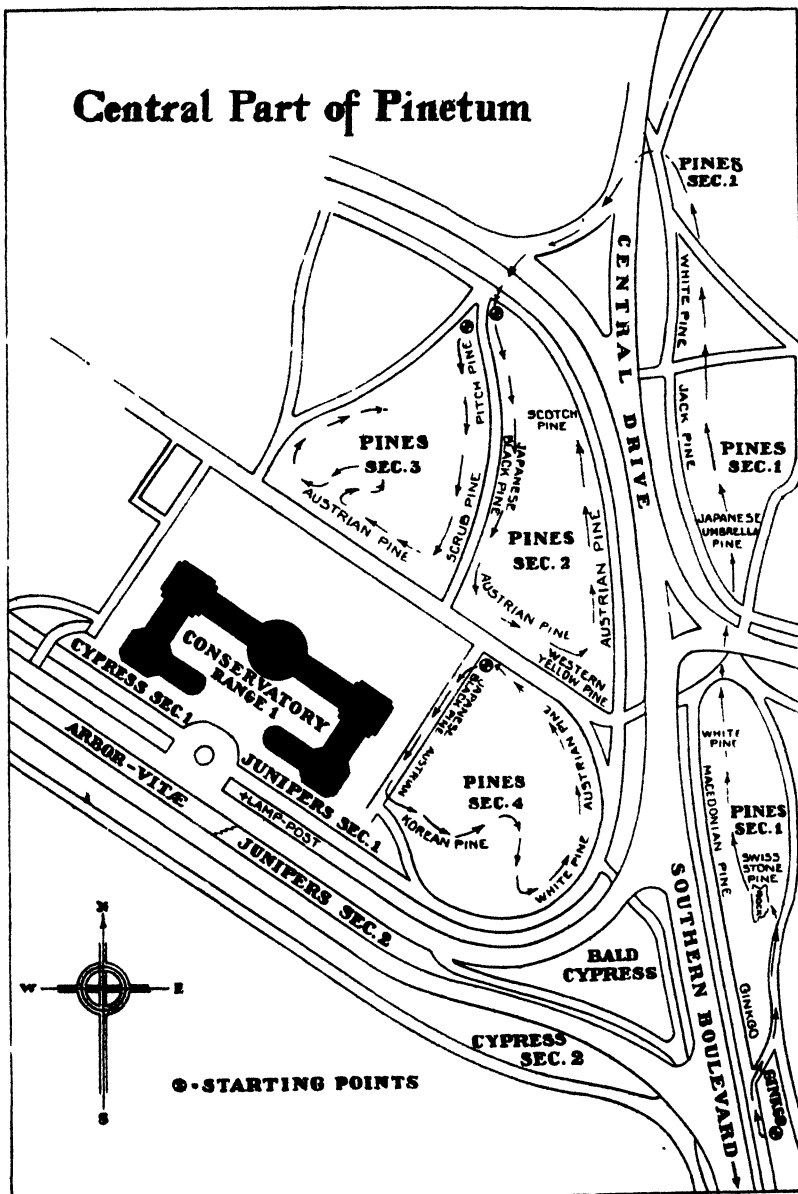 Central Part of Pinetum
PINES
SEC. 1
CENTRAL DRIVE
WHITE PINE
PITCH PINE
JACK PINE
SCOTCH
PINE
PINES
SEC. 3
JAPANESE
BLACK PINE
PINES
SEC. 1
AUSTRIAN PINE
SCRUB PINE
PINES
SEC. 2
AUSTRIAN PINE
JAPANESE
UMBRELLA
PINE
AUSTRIAN PINE
WESTERN
YELLOW PINE
CONSERVATORY
RANGE 1
CYPRESS SEC. 1
JAPANESE
BLACK PINE
AUSTRIAN
AUSTRIAN PINE
WHITE
PINE
MACEDONIAN PINE
ARBOR-VITÆ
JUNIPERS SEC. 1
+LAMP-POST
PINES
SEC. 4
KOREAN PINE
WHITE PINE
PINES
SEC. 1
SWISS
STONE
PINE
JUNIPERS SEC. 2
SOUTHERN BOULEVARD
BALD
CYPRESS
GINKGO
CYPRESS
SEC. 2
GINKGO
N
W E
S
•STARTING POINTS